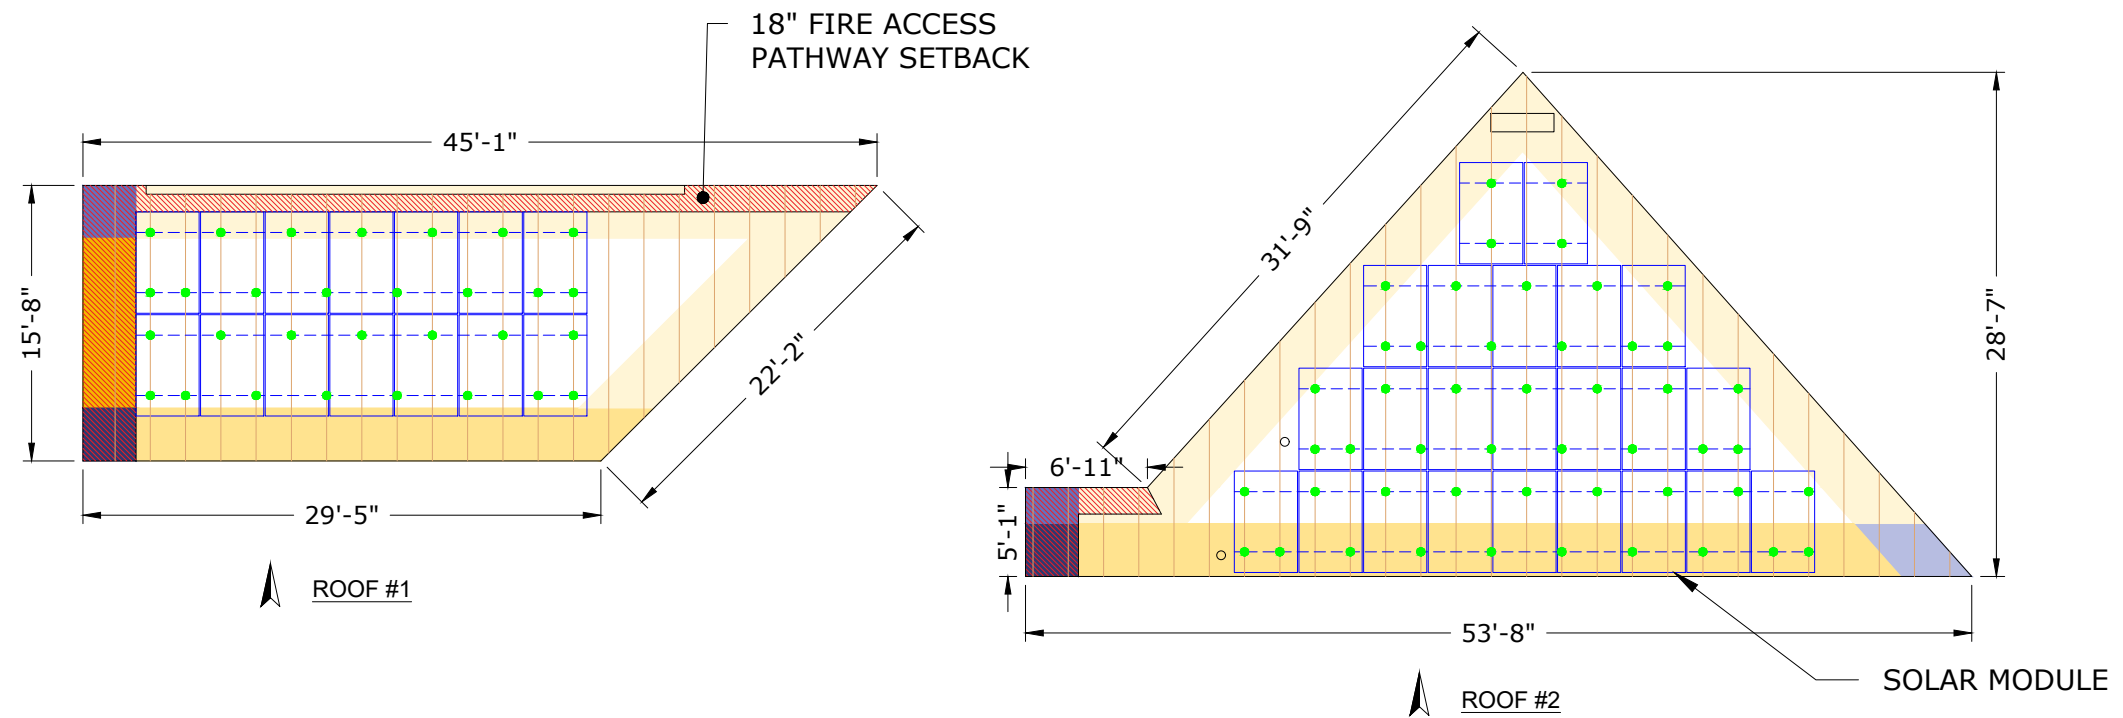 18" FIRE ACCESS
PATHWAY SETBACK
45'-1"
15'-8"
22'-2"
29'-5"
ROOF #1
31'-9"
28'-7"
6'-11"
5'-1"
53'-8"
SOLAR MODULE
ROOF #2